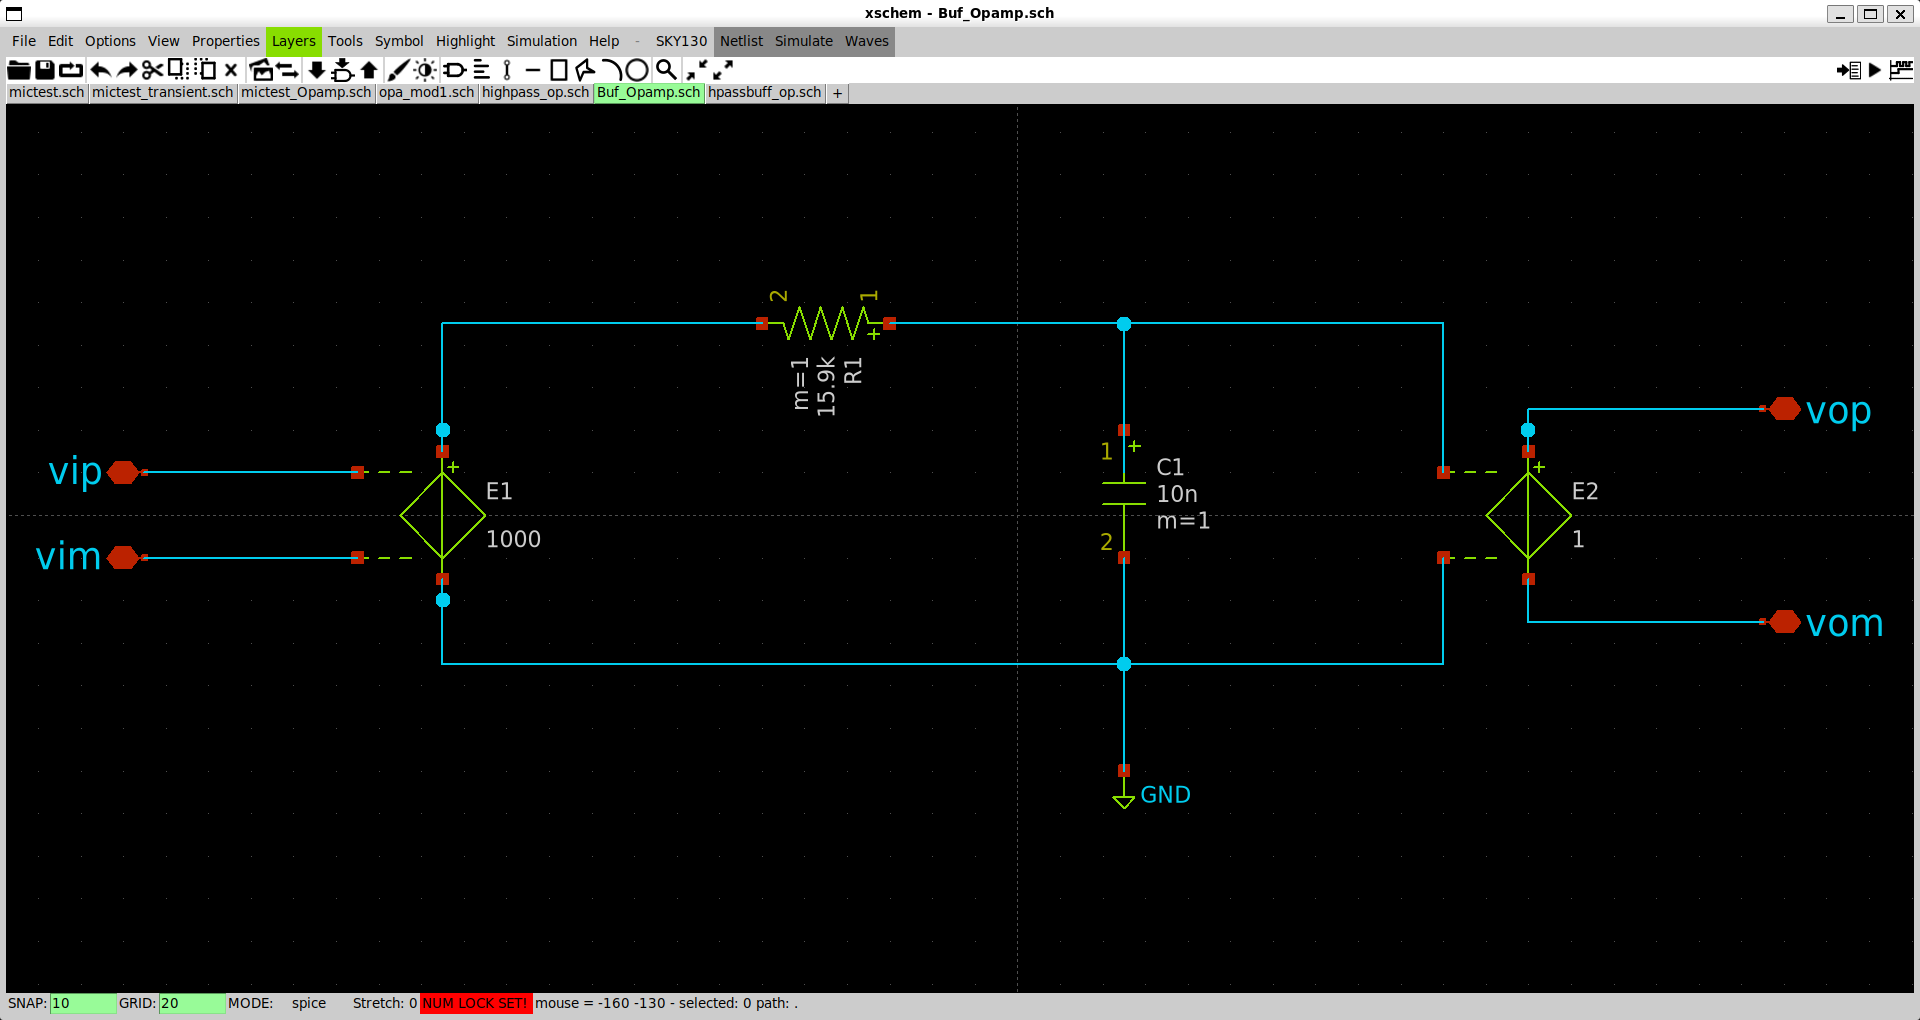 xschem - Buf_Opamp.sch
File Edit Options View Properties Layers Tools Symbol Highlight Simulation Help - SKY130 Netlist Simulate Waves
mictest.sch mictest_transient.sch mictest_Opamp.sch opa_mod1.sch highpass_op.sch Buf_Opamp.sch hpassbuff_op.sch +
2 1
+
m=1
15.9k
R1
vop
vip
+
E1
1000
vim
1
+
C1
10n
m=1
2
+
E2
1
vom
GND
SNAP: 10 GRID: 20 MODE: spice Stretch: 0 NUM LOCK SET! mouse = -160 -130 - selected: 0 path: .